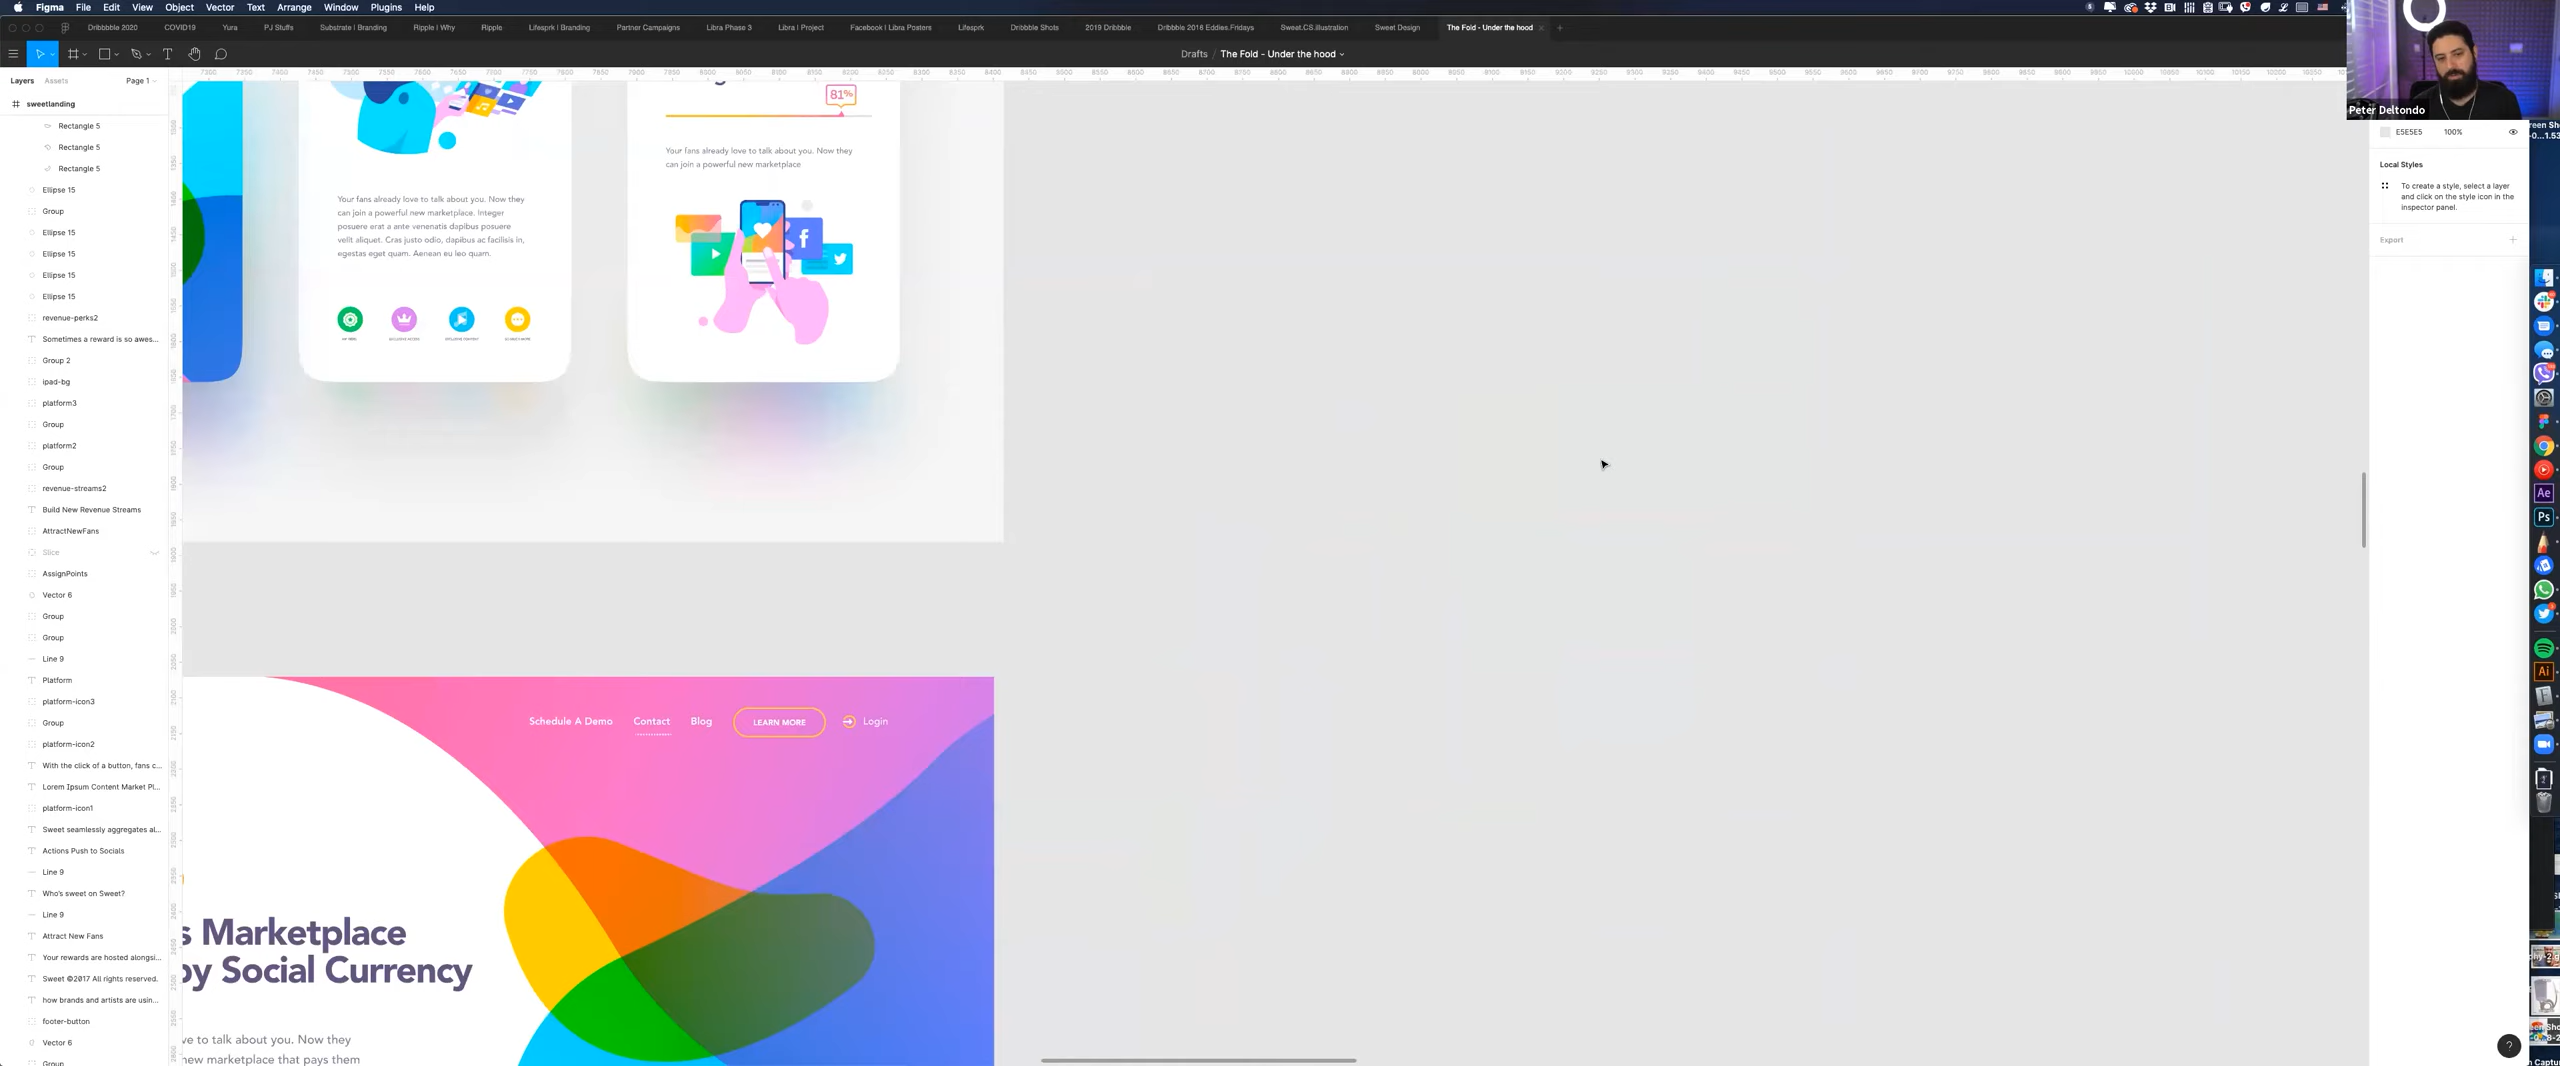 Figma File Edit View Object Vector Text Arrange Window Plugins Help
Dribbbble 2020 COVID19 Yura PJ Stuffs Substrate | Branding Ripple | Why Ripple Lifesprk | Branding Partner Campaigns Libra Phase 3 Libra | Project Facebook | Libra Posters Lifesprk Dribbble Shots 2019 Dribbble Dribbble 2018 Eddies.Fridays Sweet.CS.illustration Sweet Design The Fold - Under the hood
Drafts / The Fold - Under the hood
Peter Deltondo
Layers Assets Page 1
sweetlanding
Rectangle 5
Rectangle 5
Rectangle 5
Ellipse 15
Group
Ellipse 15
Ellipse 15
Ellipse 15
Ellipse 15
revenue-perks2
Sometimes a reward is so awes...
Group 2
ipad-bg
platform3
Group
platform2
Group
revenue-streams2
Build New Revenue Streams
AttractNewFans
Slice
AssignPoints
Vector 6
Group
Group
Line 9
Platform
platform-icon3
Group
platform-icon2
With the click of a button, fans c...
Lorem Ipsum Content Market Pl...
platform-icon1
Sweet seamlessly aggregates al...
Actions Push to Socials
Line 9
Who's sweet on Sweet?
Line 9
Attract New Fans
Your rewards are hosted alongsi...
Sweet ©2017 All rights reserved.
how brands and artists are usin...
footer-button
Vector 6
Group
81%
Your fans already love to talk about you. Now they
can join a powerful new marketplace
Your fans already love to talk about you. Now they
can join a powerful new marketplace. Integer
posuere erat a ante venenatis dapibus posuere
velit aliquet. Cras justo odio, dapibus ac facilisis in,
egestas eget quam. Aenean eu leo quam.
Schedule A Demo Contact Blog LEARN MORE Login
s Marketplace
by Social Currency
ve to talk about you. Now they
new marketplace that pays them
E5E5E5 100%
Local Styles
To create a style, select a layer
and click on the style icon in the
inspector panel.
Export
Ae
Ps
Ai